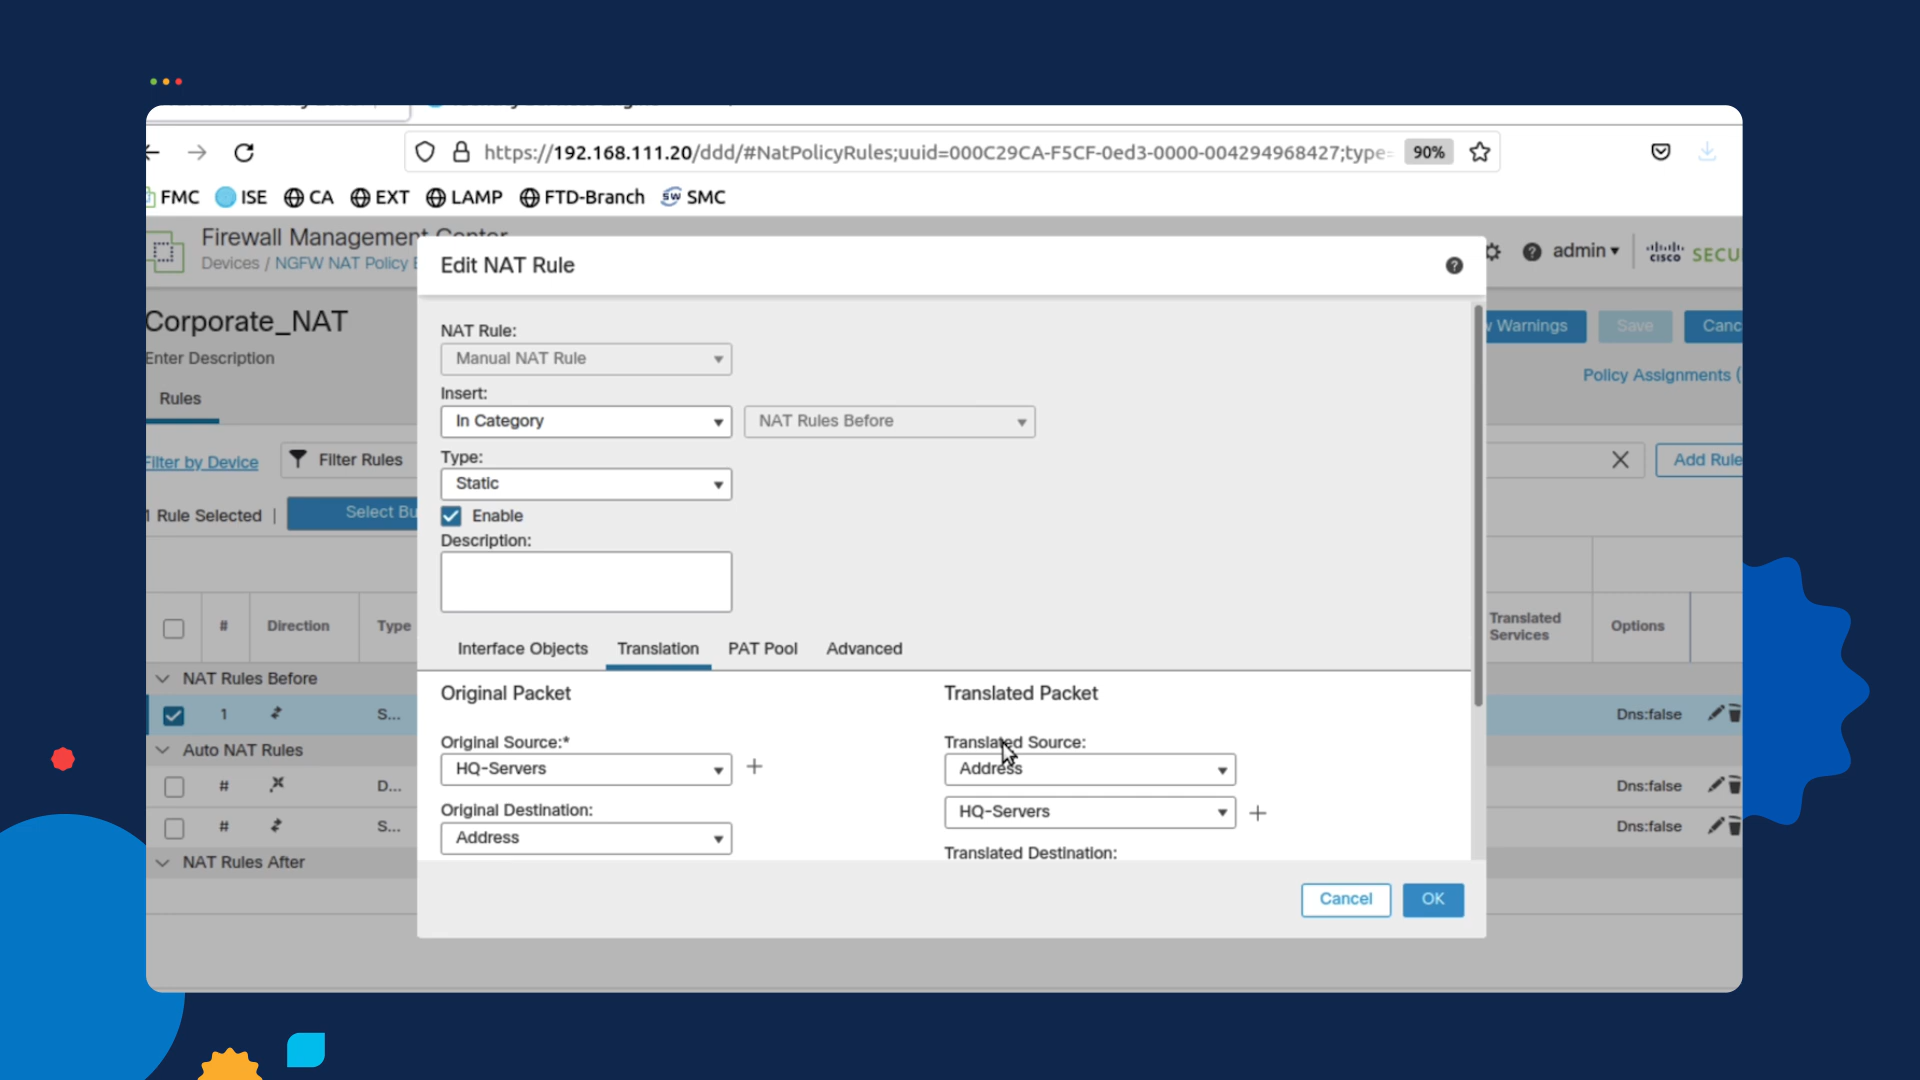 https://192.168.111.20/ddd/#NatPolicyRules;uuid=000C29CA-F5CF-0ed3-0000-004294968427;type= 90%
FMC ISE CA EXT LAMP FTD-Branch SW SMC
Firewall Management Center
Devices / NGFW NAT Policy E
admin
CISCO SECU
Edit NAT Rule
Corporate_NAT
Enter Description
Warnings Save Canc
Policy Assignments (
Rules
Filter by Device Filter Rules
Add Rule
1 Rule Selected | Select Bu
NAT Rule:
Manual NAT Rule
Insert:
In Category NAT Rules Before
Type:
Static
Enable
Description:
Interface Objects Translation PAT Pool Advanced
Original Packet Translated Packet
Original Source:* Translated Source:
HQ-Servers Address
Original Destination: HQ-Servers
Address
Translated Destination:
Cancel OK
# Direction Type
Translated
Services
Options
NAT Rules Before
1 S... Dns:false
Auto NAT Rules
# D... Dns:false
# S... Dns:false
NAT Rules After